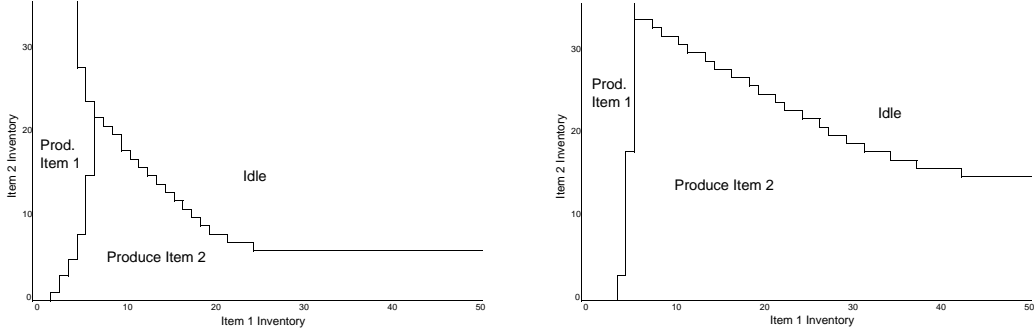 30
20
10
0
Item 2 Inventory
Prod.
Item 1
Idle
Produce Item 2
0 10 20 30 40 50
Item 1 Inventory
30
20
10
0
Item 2 Inventory
Prod.
Item 1
Idle
Produce Item 2
0 10 20 30 40 50
Item 1 Inventory